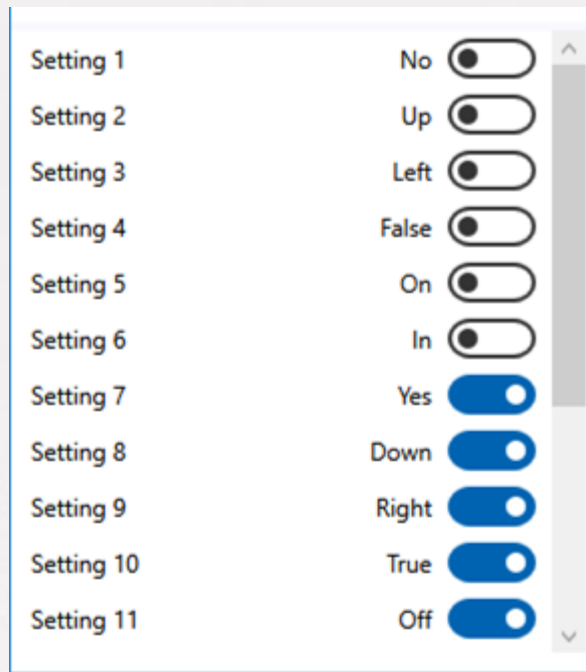 Setting 1 No
Setting 2 Up
Setting 3 Left
Setting 4 False
Setting 5 On
Setting 6 In
Setting 7 Yes
Setting 8 Down
Setting 9 Right
Setting 10 True
Setting 11 Off